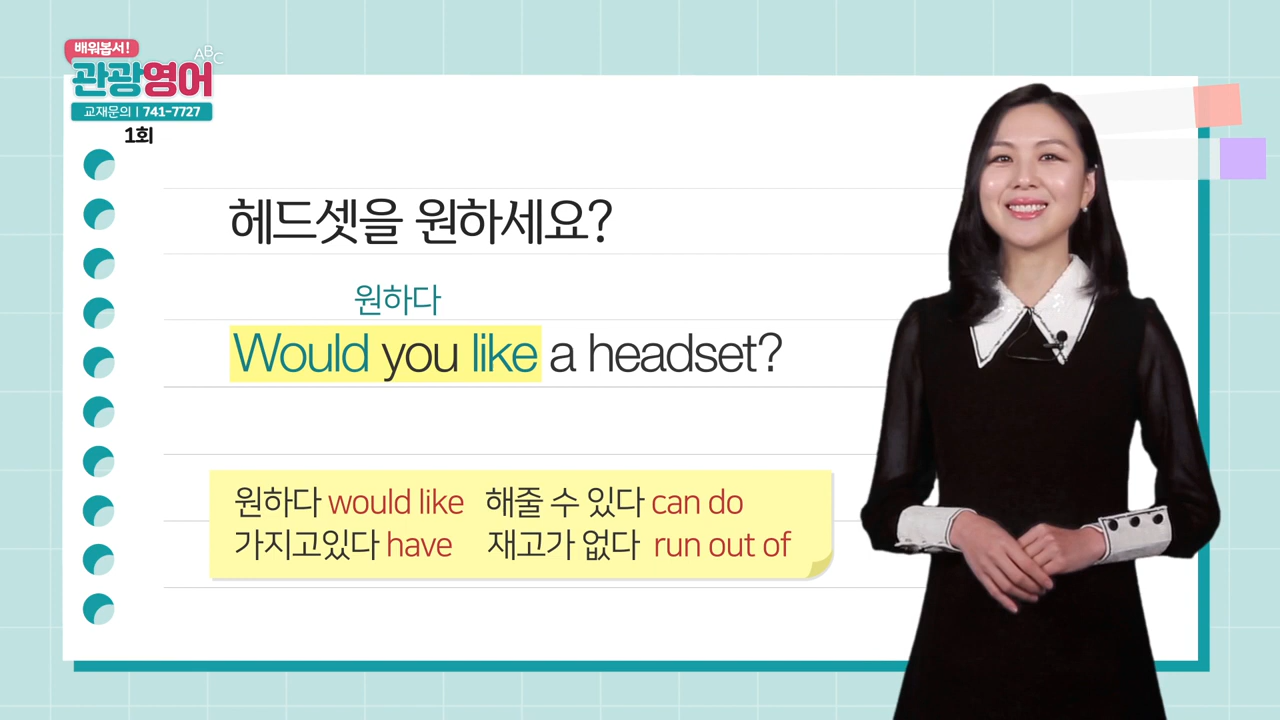 배워봅서!
ABC
관광영어
교재문의 | 741-7727
1회
헤드셋을 원하세요?
원하다
Would you like a headset?
원하다 would like 해줄 수 있다 can do
가지고있다 have 재고가 없다 run out of